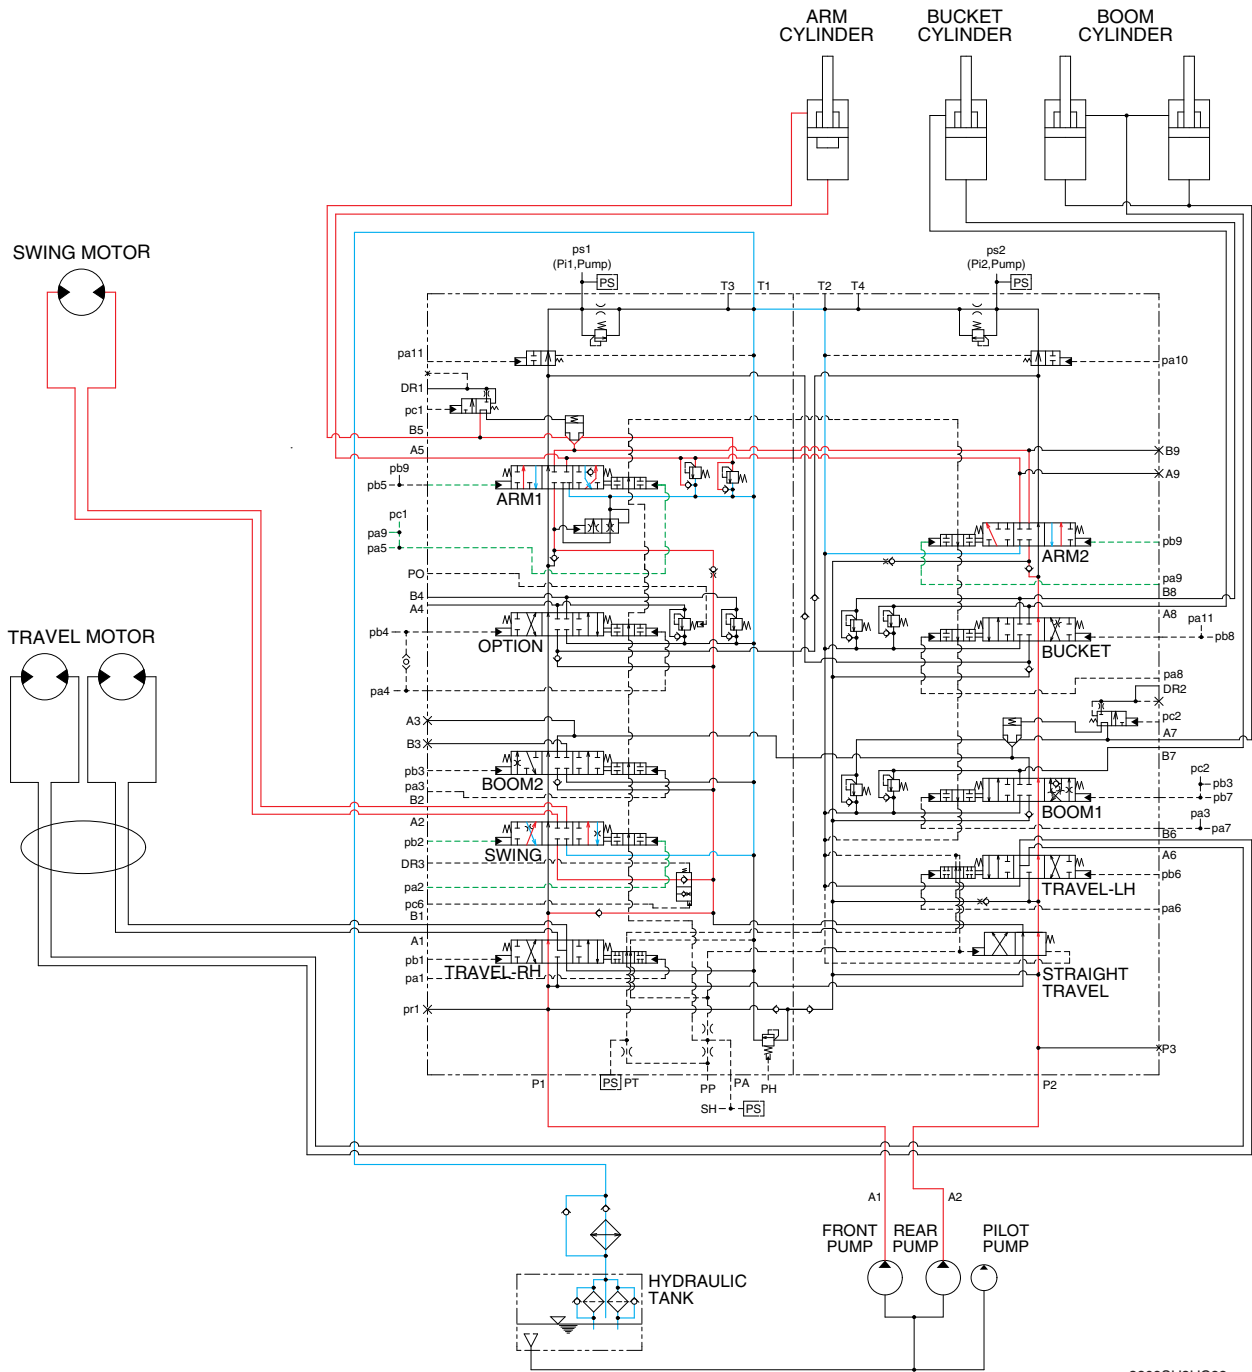 ARM
CYLINDER
BUCKET
CYLINDER
BOOM
CYLINDER
SWING MOTOR
TRAVEL MOTOR
ps1
(Pi1,Pump)
PS
ps2
(Pi2,Pump)
PS
T3
T1
T2
T4
pa11
DR1
pc1
B5
A5
pb9
pb5
ARM1
pc1
pa9
pa5
PO
B4
A4
pb4
OPTION
pa4
A3
B3
pb3
BOOM2
pa3
B2
A2
pb2
SWING
DR3
pa2
pc6
B1
A1
pb1
TRAVEL-RH
pa1
pr1
pa10
B9
A9
pb9
ARM2
pa9
B8
A8
pa11
pb8
BUCKET
pa8
DR2
pc2
A7
B7
pc2
pb3
pb7
BOOM1
pa3
pa7
B6
A6
pb6
TRAVEL-LH
pa6
STRAIGHT
TRAVEL
P3
P1
PS
PT
PP
PA
PH
P2
SH
PS
A1
A2
FRONT
PUMP
REAR
PUMP
PILOT
PUMP
HYDRAULIC
TANK